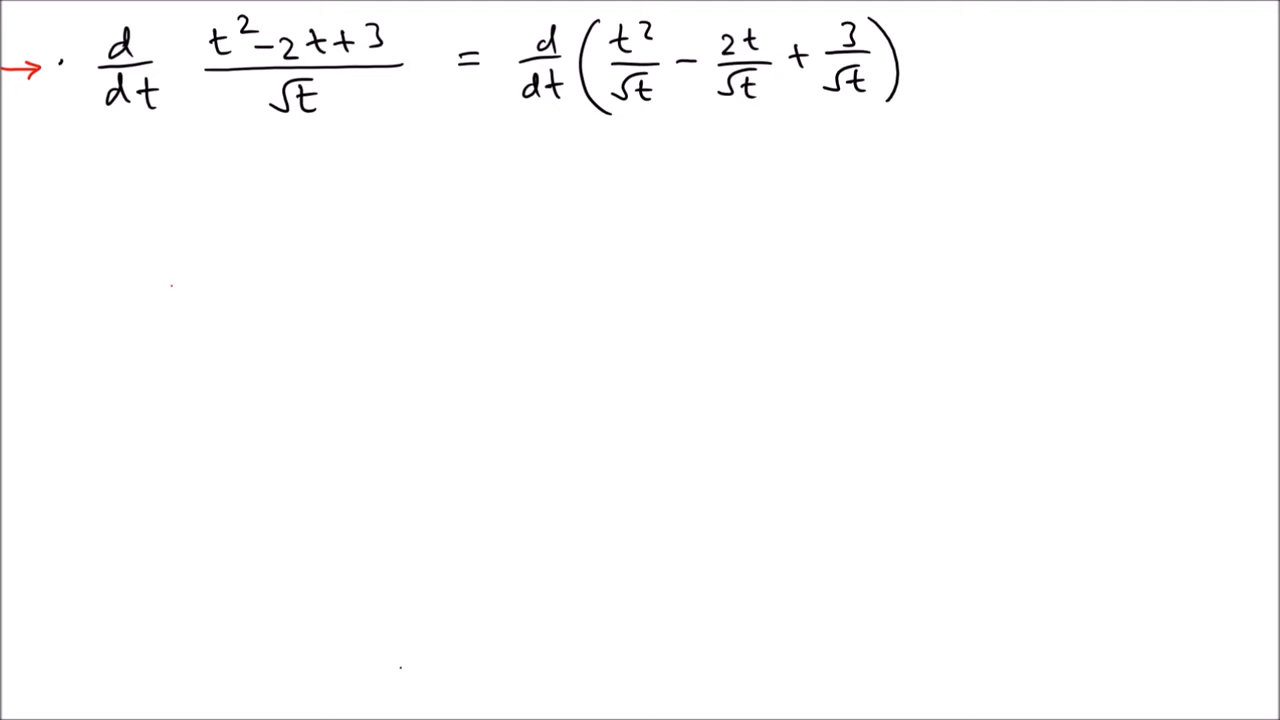 · d/dt (t² - 2t + 3)/√t = d/dt (t²/√t - 2t/√t + 3/√t)